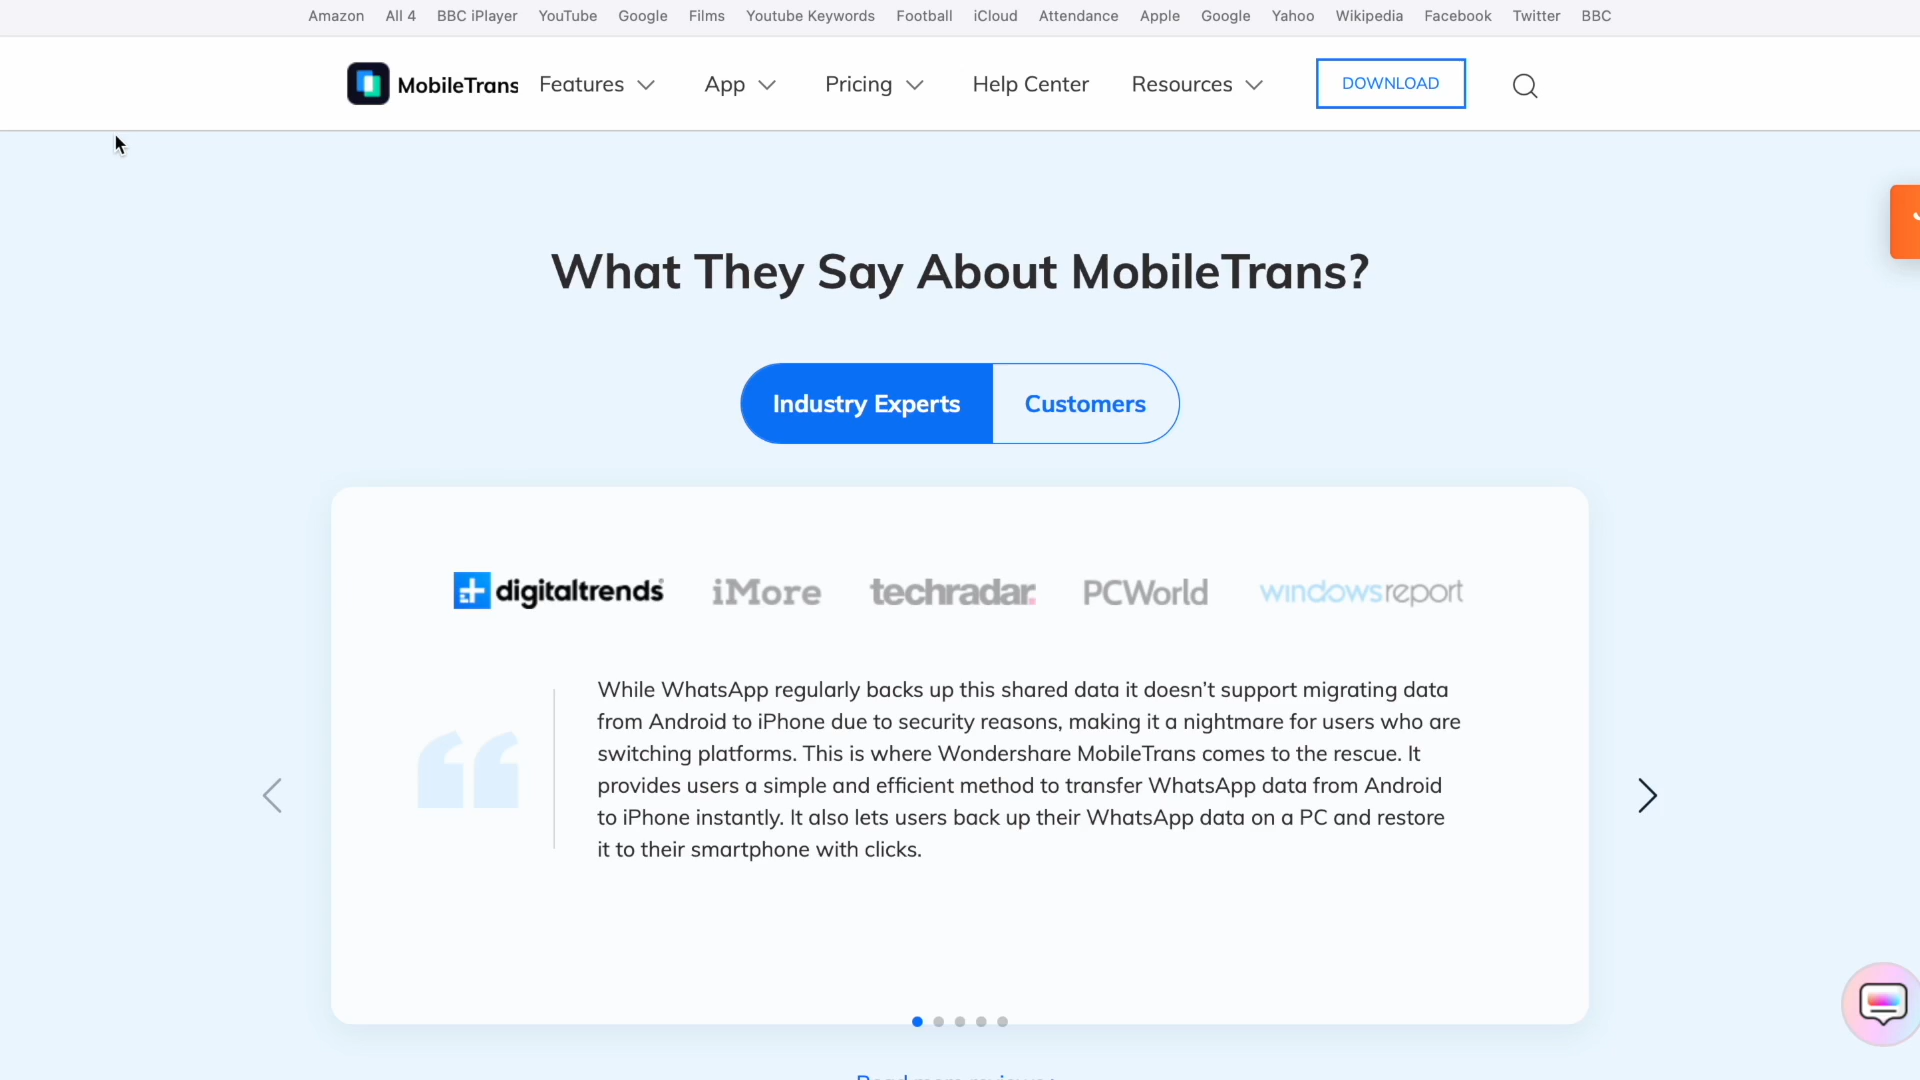 Amazon All 4 BBC iPlayer YouTube Google Films Youtube Keywords Football iCloud Attendance Apple Google Yahoo Wikipedia Facebook Twitter BBC
MobileTrans Features App Pricing Help Center Resources DOWNLOAD
What They Say About MobileTrans?
Industry Experts Customers
digitaltrends iMore techradar. PCWorld windowsreport
While WhatsApp regularly backs up this shared data it doesn't support migrating data
from Android to iPhone due to security reasons, making it a nightmare for users who are
switching platforms. This is where Wondershare MobileTrans comes to the rescue. It
provides users a simple and efficient method to transfer WhatsApp data from Android
to iPhone instantly. It also lets users back up their WhatsApp data on a PC and restore
it to their smartphone with clicks.